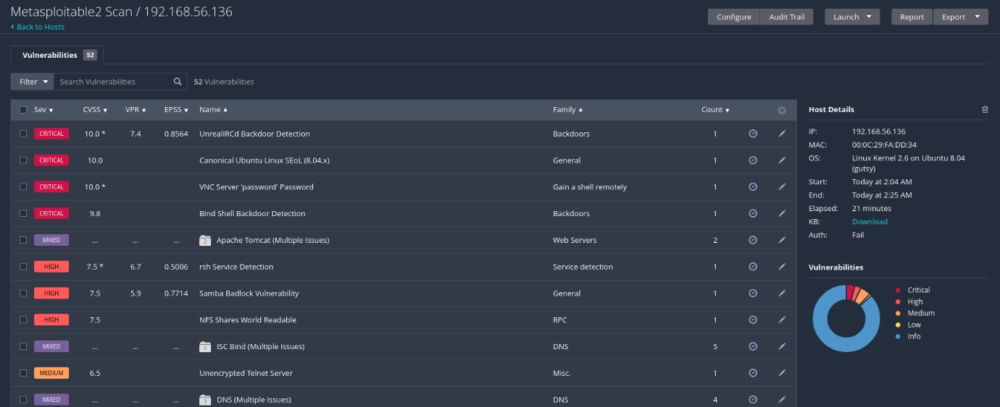 Metasploitable2 Scan / 192.168.56.136
Back to Hosts
Configure Audit Trail Launch Report Export
Vulnerabilities 52
Filter Search Vulnerabilities 52 Vulnerabilities
Sev CVSS VPR EPSS Name Family Count
CRITICAL 10.0 * 7.4 0.8564 UnrealIRCd Backdoor Detection Backdoors 1
CRITICAL 10.0 Canonical Ubuntu Linux SEoL (8.04.x) General 1
CRITICAL 10.0 * VNC Server 'password' Password Gain a shell remotely 1
CRITICAL 9.8 Bind Shell Backdoor Detection Backdoors 1
MIXED ... ... ... 2 Apache Tomcat (Multiple Issues) Web Servers 2
HIGH 7.5 * 6.7 0.5006 rsh Service Detection Service detection 1
HIGH 7.5 5.9 0.7714 Samba Badlock Vulnerability General 1
HIGH 7.5 NFS Shares World Readable RPC 1
MIXED ... ... ... 5 ISC Bind (Multiple Issues) DNS 5
MEDIUM 6.5 Unencrypted Telnet Server Misc. 1
MIXED ... ... ... 3 DNS (Multiple Issues) DNS 4
Host Details
IP: 192.168.56.136
MAC: 00:0C:29:FA:DD:34
OS: Linux Kernel 2.6 on Ubuntu 8.04
(gutsy)
Start: Today at 2:04 AM
End: Today at 2:25 AM
Elapsed: 21 minutes
KB: Download
Auth: Fail
Vulnerabilities
Critical
High
Medium
Low
Info